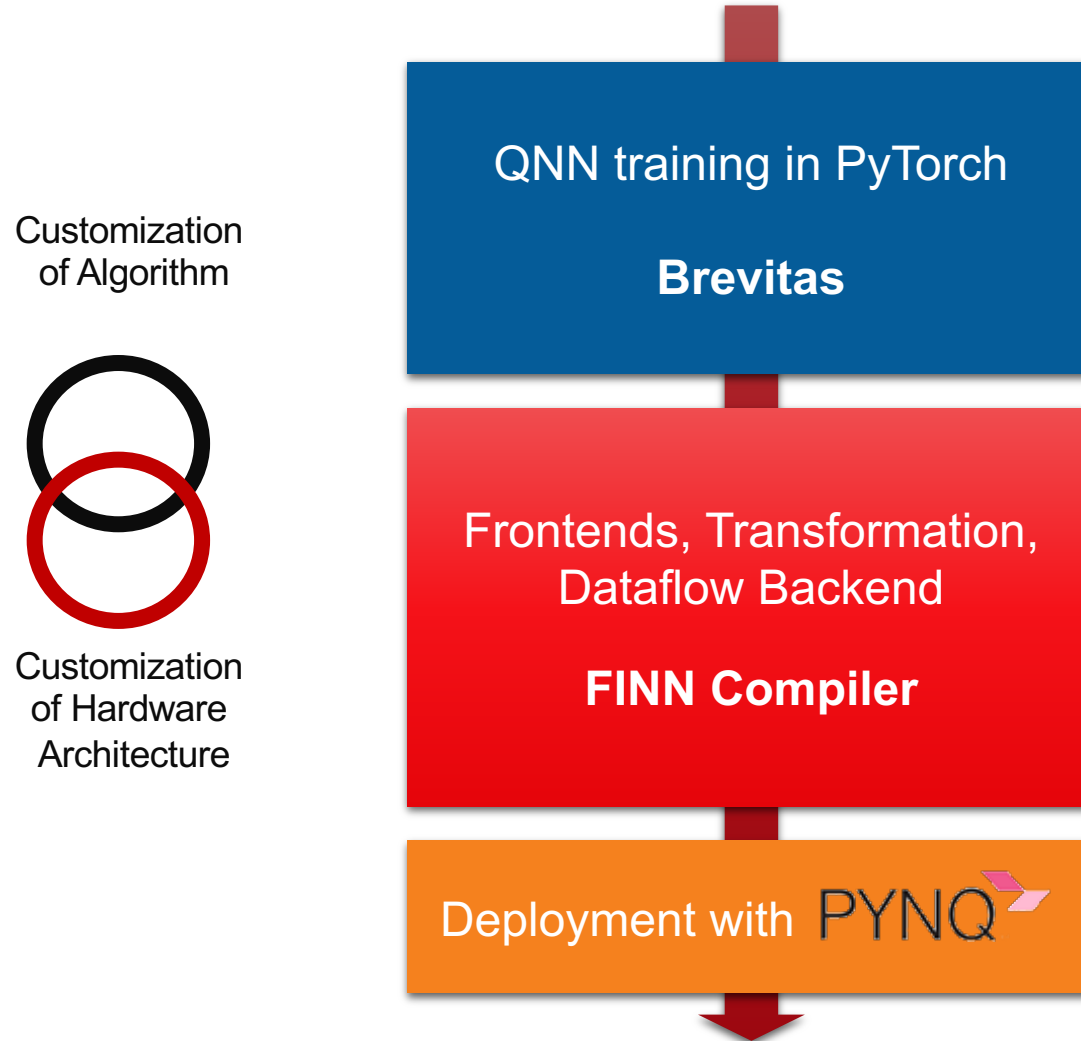 Customization
of Algorithm
Customization
of Hardware
Architecture
QNN training in PyTorch
Brevitas
Frontends, Transformation,
Dataflow Backend
FINN Compiler
Deployment with PYNQ